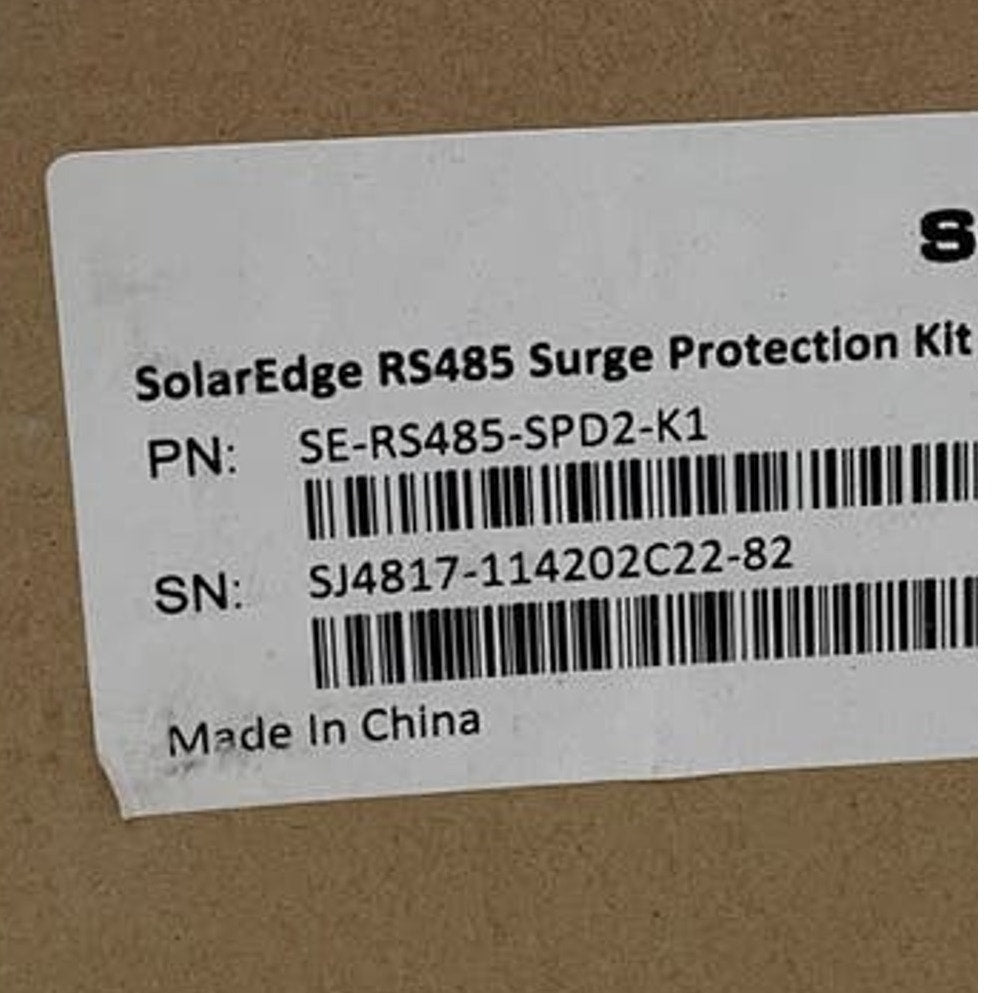 S
SolarEdge RS485 Surge Protection Kit
PN: SE-RS485-SPD2-K1
SN: SJ4817-114202C22-82
Made In China